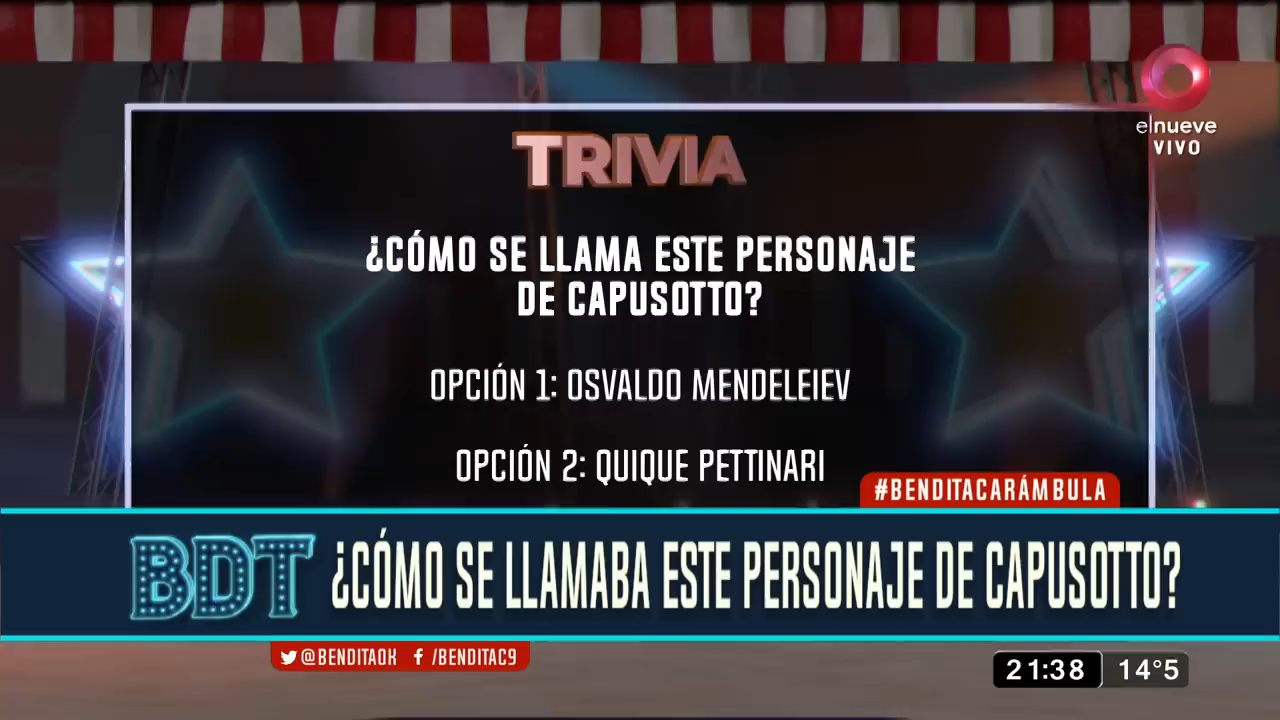 elnueve
VIVO
TRIVIA
¿CÓMO SE LLAMA ESTE PERSONAJE
DE CAPUSOTTO?
OPCIÓN 1: OSVALDO MENDELEIEV
OPCIÓN 2: QUIQUE PETTINARI
#BENDITACARÁMBULA
BDT ¿CÓMO SE LLAMABA ESTE PERSONAJE DE CAPUSOTTO?
@BENDITAOK /BENDITAC9
21:38 14°5